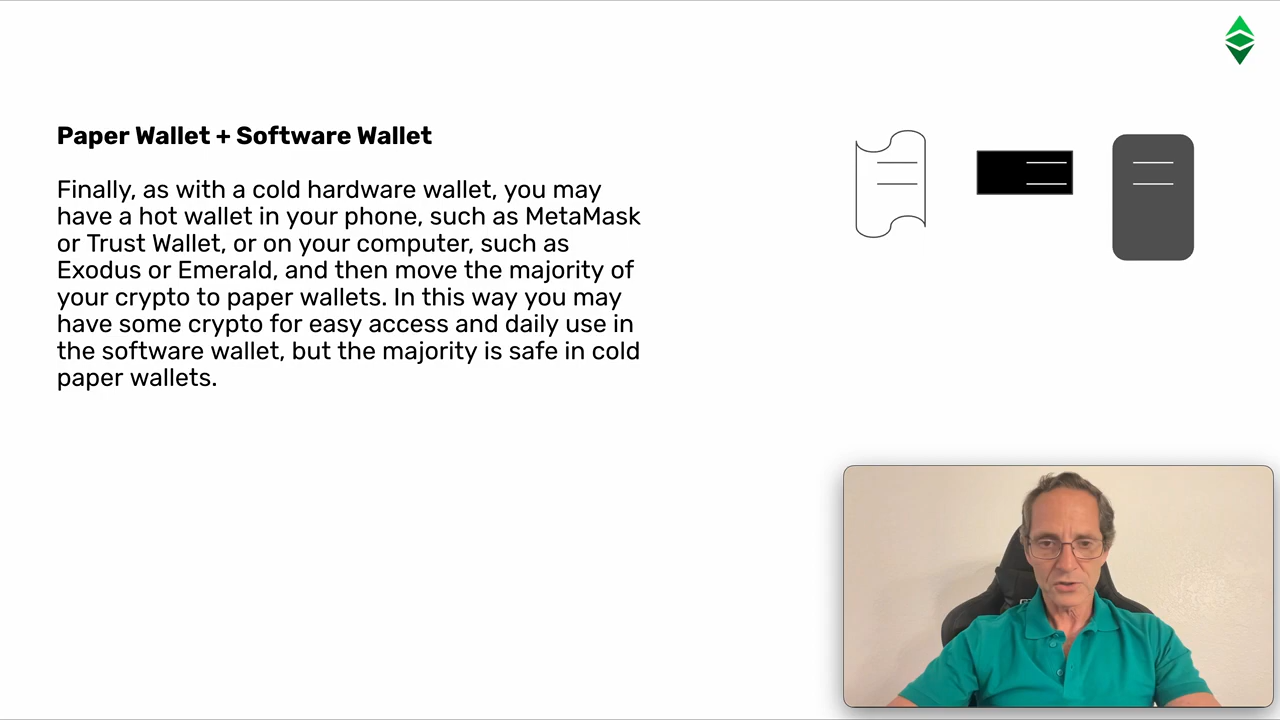 Paper Wallet + Software Wallet
Finally, as with a cold hardware wallet, you may
have a hot wallet in your phone, such as MetaMask
or Trust Wallet, or on your computer, such as
Exodus or Emerald, and then move the majority of
your crypto to paper wallets. In this way you may
have some crypto for easy access and daily use in
the software wallet, but the majority is safe in cold
paper wallets.